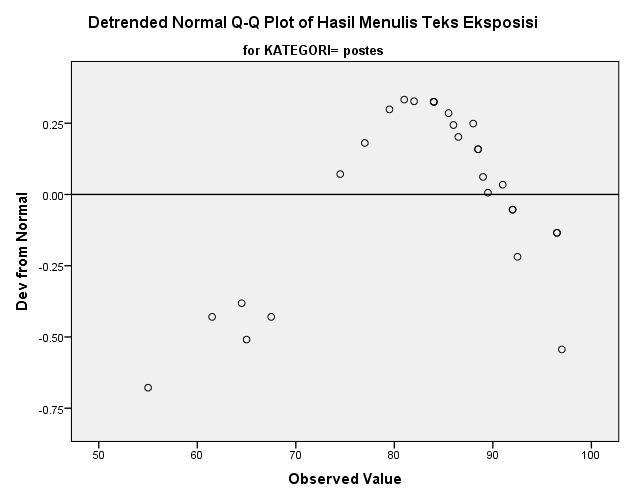 Detrended Normal Q-Q Plot of Hasil Menulis Teks Eksposisi
for KATEGORI= postes
Dev from Normal
0.25
0.00
-0.25
-0.50
-0.75
50 60 70 80 90 100
Observed Value